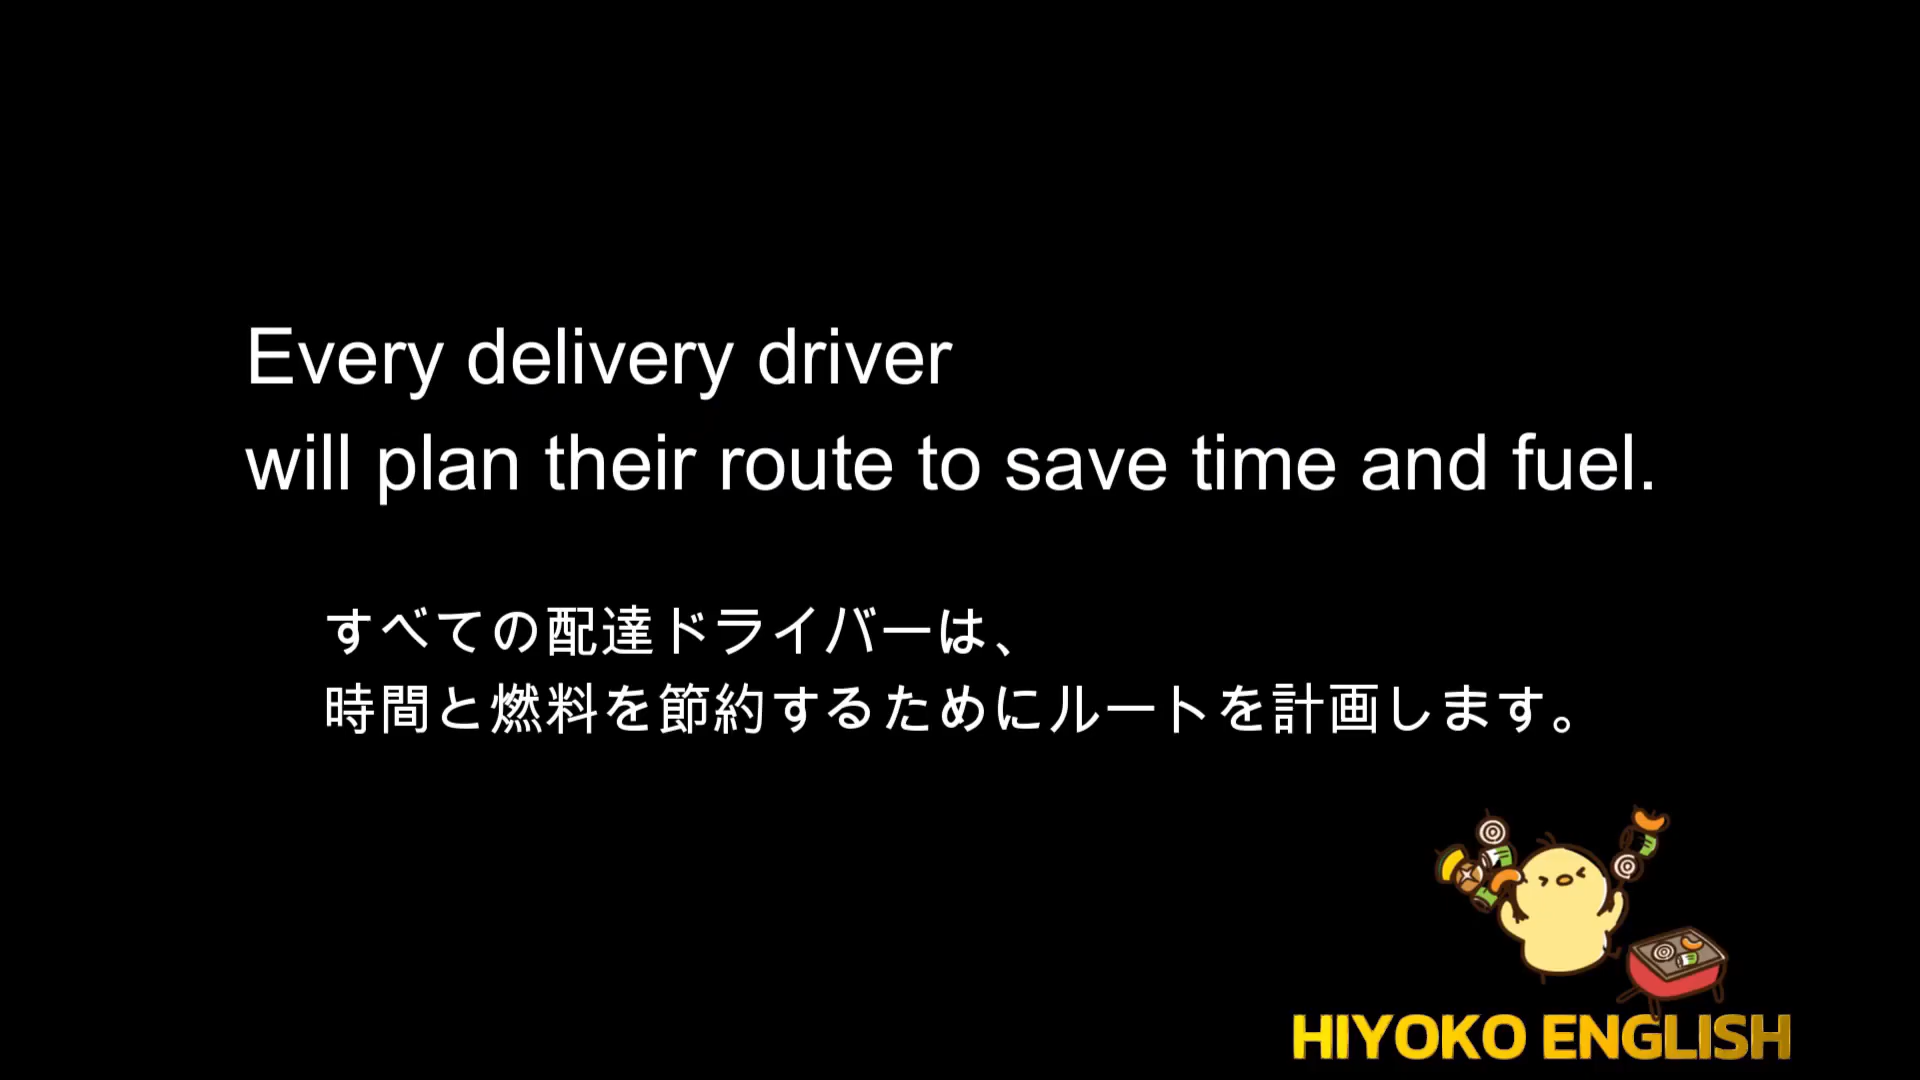 Every delivery driver
will plan their route to save time and fuel.
すべての配達ドライバーは、
時間と燃料を節約するためにルートを計画します。
HIYOKO ENGLISH